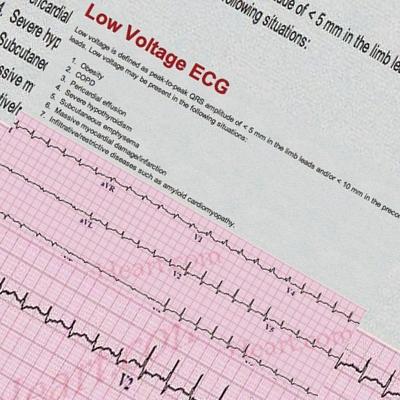 ude of < 5 mm in the limb le
following situations:
ericardial
4. Severe hyp
Subcutane
ssive m
Low Voltage ECG
Low voltage is defined as peak-to-peak QRS amplitude of < 5 mm in the limb leads and/or < 10 mm in the precor
leads. Low voltage may be present in the following situations:
1. Obesity
2. COPD
3. Pericardial effusion
4. Severe hypothyroidism
5. Subcutaneous emphysema
6. Massive myocardial damage/infarction
7. Infiltrative/restrictive diseases such as amyloid cardiomyopathy.
aVR
V1
V4
aVL
V2
V5
V2